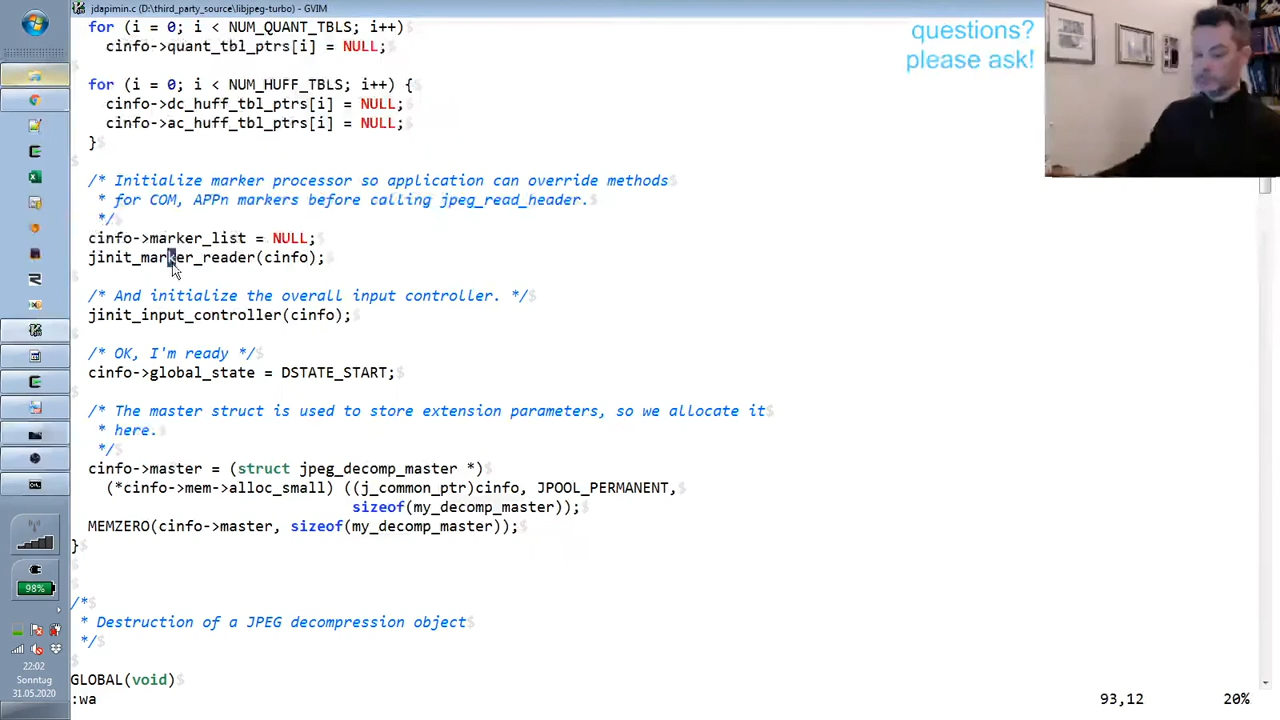 jdapimin.c (D:\third_party_source\libjpeg-turbo) - GVIM
for (i = 0; i < NUM_QUANT_TBLS; i++)
cinfo->quant_tbl_ptrs[i] = NULL;$
$
for (i = 0; i < NUM_HUFF_TBLS; i++) {$
cinfo->dc_huff_tbl_ptrs[i] = NULL;$
cinfo->ac_huff_tbl_ptrs[i] = NULL;$
}$
$
/* Initialize marker processor so application can override methods$
* for COM, APPn markers before calling jpeg_read_header.$
*/$
cinfo->marker_list = NULL;$
jinit_marker_reader(cinfo);$
$
/* And initialize the overall input controller. */$
jinit_input_controller(cinfo);$
$
/* OK, I'm ready */$
cinfo->global_state = DSTATE_START;$
$
/* The master struct is used to store extension parameters, so we allocate it$
* here.$
*/$
cinfo->master = (struct jpeg_decomp_master *)$
(*cinfo->mem->alloc_small) ((j_common_ptr)cinfo, JPOOL_PERMANENT,$
sizeof(my_decomp_master));$
MEMZERO(cinfo->master, sizeof(my_decomp_master));$
}$
$
$
/*$
* Destruction of a JPEG decompression object$
*/$
$
GLOBAL(void)$
:wa
93,12
20%
questions?
please ask!
98%
22:02
Sonntag
31.05.2020